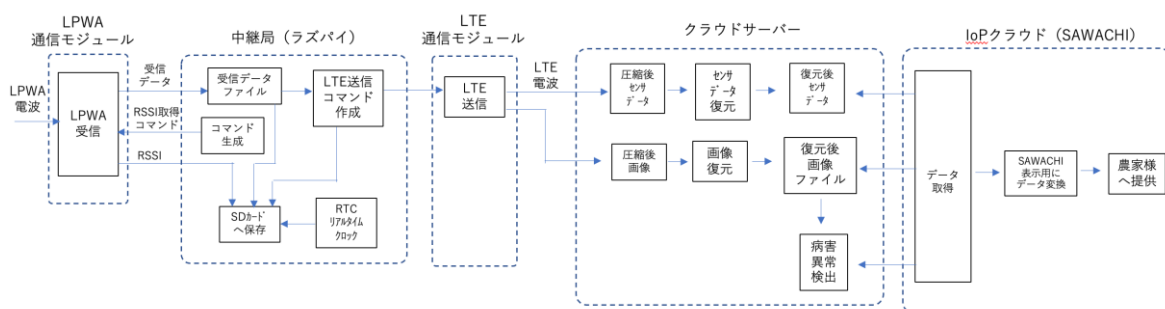 LPWA
通信モジュール
中継局（ラズパイ）
LTE
通信モジュール
クラウドサーバー
IoPクラウド（SAWACHI）
LPWA
電波
LPWA
受信
受信
データ
RSSI取得
コマンド
RSSI
受信データ
ファイル
コマンド
生成
LTE送信
コマンド
作成
SDカード
へ保存
RTC
リアルタイム
クロック
LTE
送信
LTE
電波
圧縮後
センサ
データ
センサ
データ
復元
復元後
センサ
データ
圧縮後
画像
画像
復元
復元後
画像
ファイル
病害
異常
検出
データ
取得
SAWACHI
表示用に
データ変換
農家様
へ提供